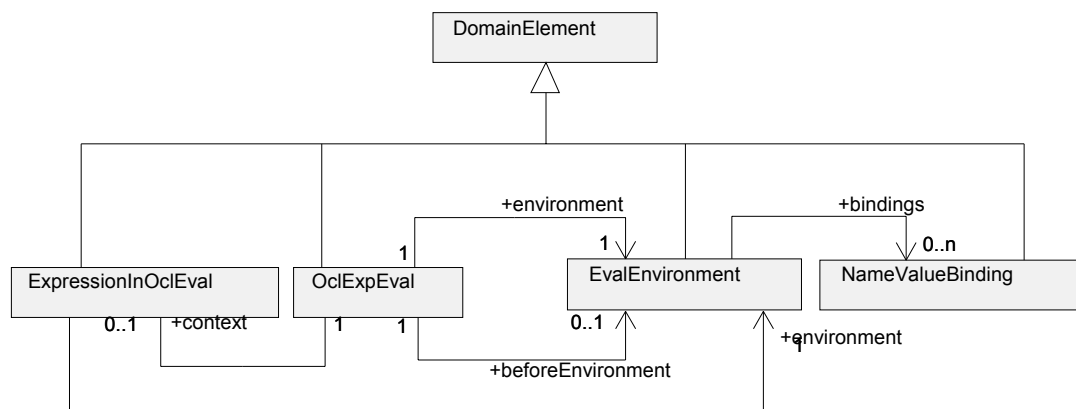 DomainElement
+environment
+bindings
1
1
0..n
ExpressionInOclEval
OclExpEval
EvalEnvironment
NameValueBinding
0..1
+context
1
1
0..1
+environment
1
+beforeEnvironment